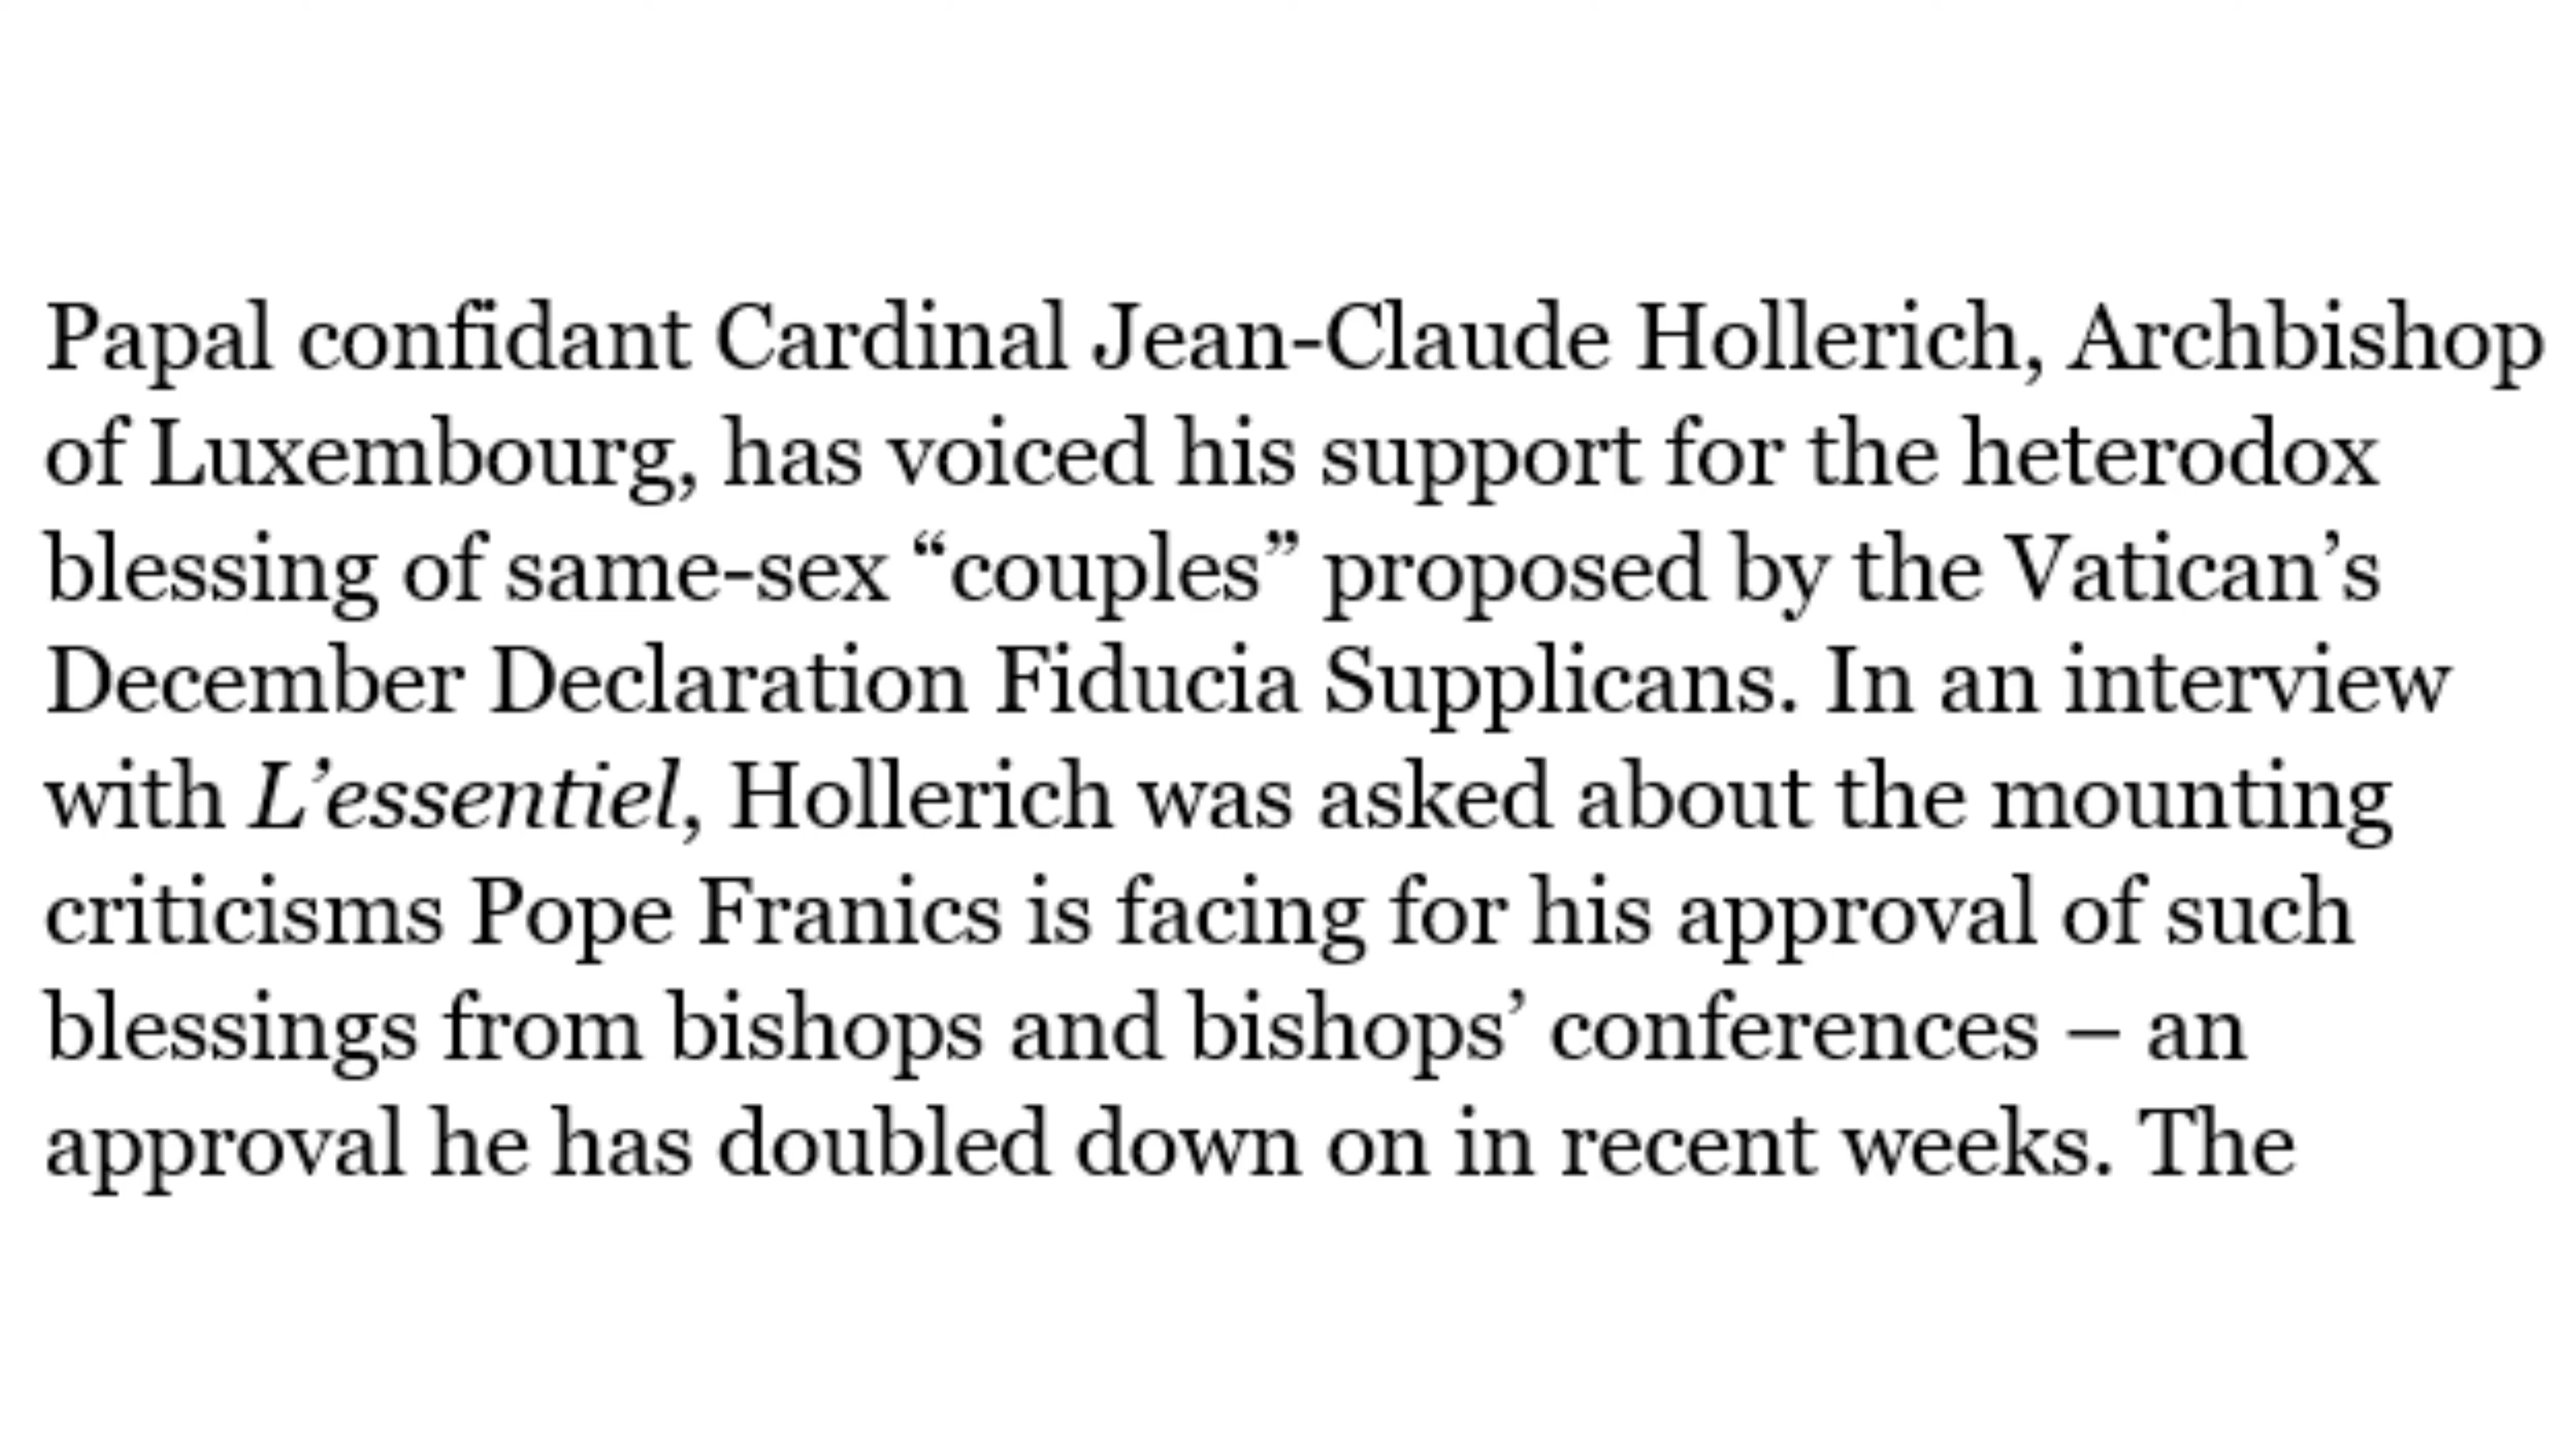 Papal confidant Cardinal Jean-Claude Hollerich, Archbishop
of Luxembourg, has voiced his support for the heterodox
blessing of same-sex “couples” proposed by the Vatican’s
December Declaration Fiducia Supplicans. In an interview
with L’essentiel, Hollerich was asked about the mounting
criticisms Pope Franics is facing for his approval of such
blessings from bishops and bishops’ conferences – an
approval he has doubled down on in recent weeks. The